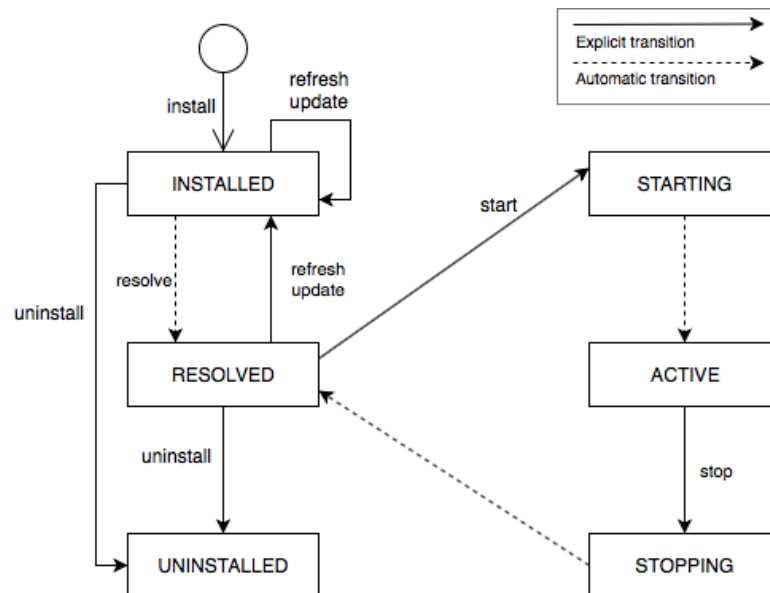 Explicit transition
Automatic transition
install
refresh
update
INSTALLED
STARTING
start
resolve
refresh
update
uninstall
RESOLVED
ACTIVE
uninstall
stop
UNINSTALLED
STOPPING